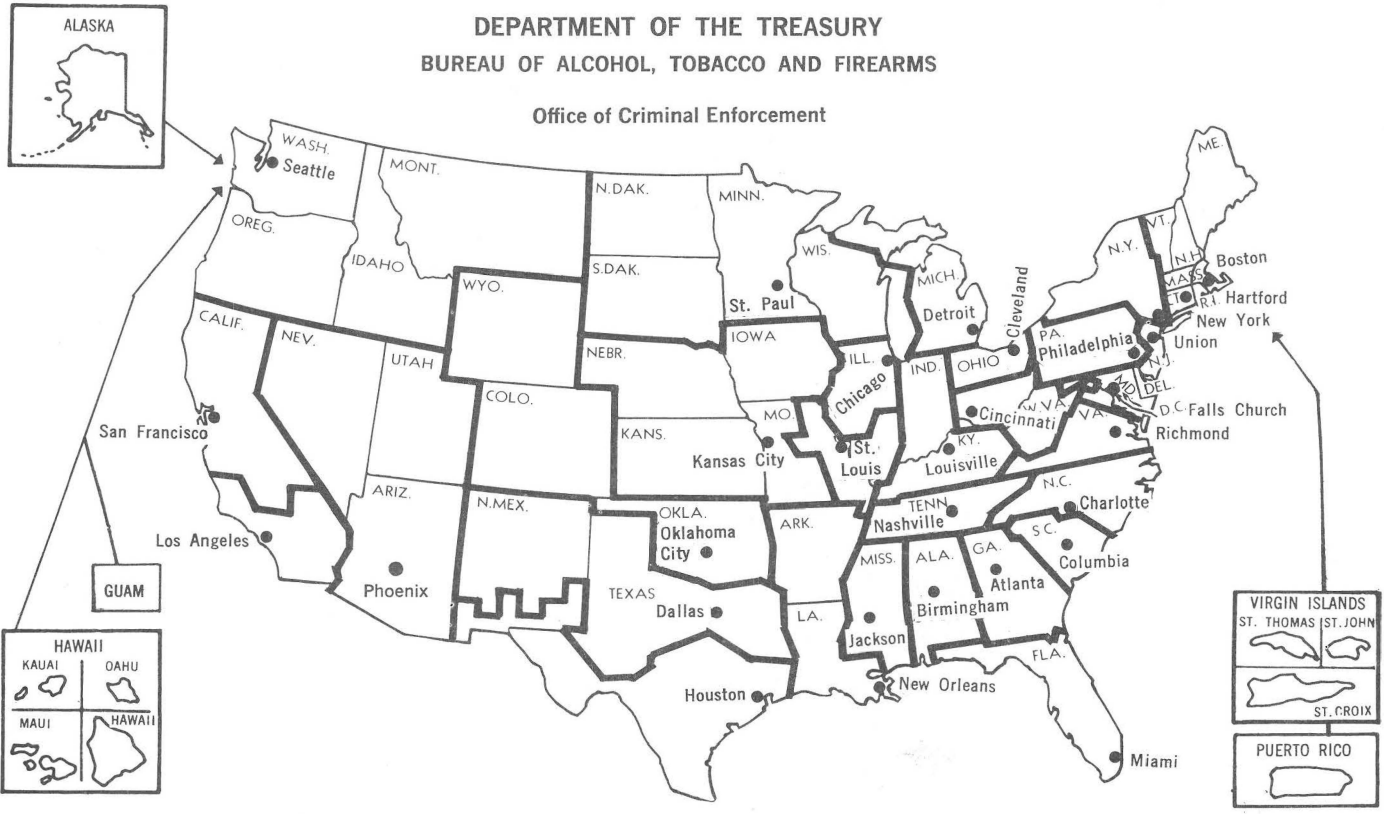 DEPARTMENT OF THE TREASURY
BUREAU OF ALCOHOL, TOBACCO AND FIREARMS
Office of Criminal Enforcement
ALASKA
WASH.
Seattle
MONT.
N.DAK.
MINN.
ME.
OREG.
IDAHO
WYO.
S.DAK.
WIS.
MICH.
N.Y.
VT.
N.H.
MASS.
Boston
St. Paul
Detroit
Cleveland
CT.
R.I.
Hartford
New York
CALIF.
NEV.
UTAH
NEBR.
IOWA
ILL.
Chicago
IND.
OHIO
PA.
Philadelphia
Union
N.J.
COLO.
MO.
Cincinnati
W.VA.
VA.
MD.
DEL.
D.C.
Falls Church
Richmond
San Francisco
KANS.
Kansas City
St.
Louis
KY.
Louisville
ARIZ.
N.MEX.
OKLA.
Oklahoma
City
ARK.
TENN.
Nashville
N.C.
Charlotte
S.C.
Columbia
Los Angeles
Phoenix
TEXAS
Dallas
LA.
MISS.
Jackson
ALA.
Birmingham
GA.
Atlanta
FLA.
Houston
New Orleans
Miami
GUAM
HAWAII
KAUAI
OAHU
MAUI
HAWAII
VIRGIN ISLANDS
ST. THOMAS
ST.JOHN
ST.CROIX
PUERTO RICO